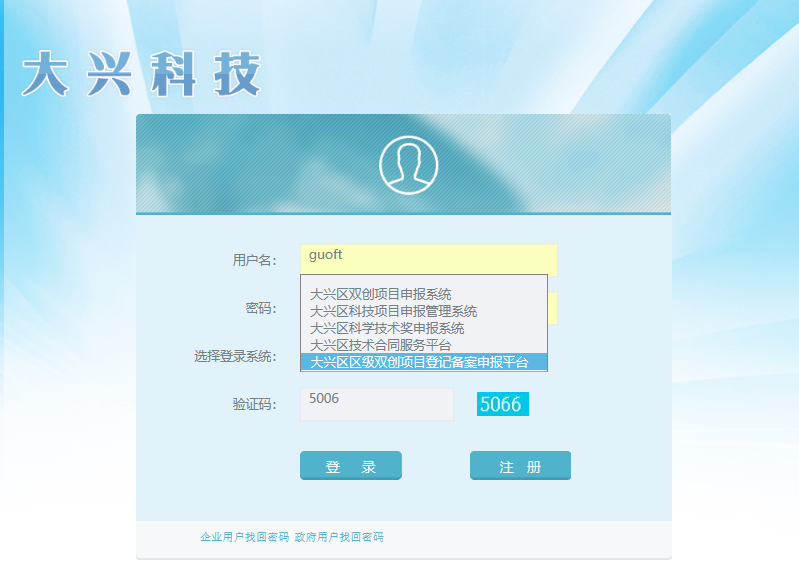 大兴科技
用户名： guoft
密码：
大兴区双创项目申报系统
大兴区科技项目申报管理系统
大兴区科学技术奖申报系统
大兴区技术合同服务平台
选择登录系统：
大兴区区级双创项目登记备案申报平台
验证码： 5006 5066
登 录 注 册
企业用户找回密码 政府用户找回密码